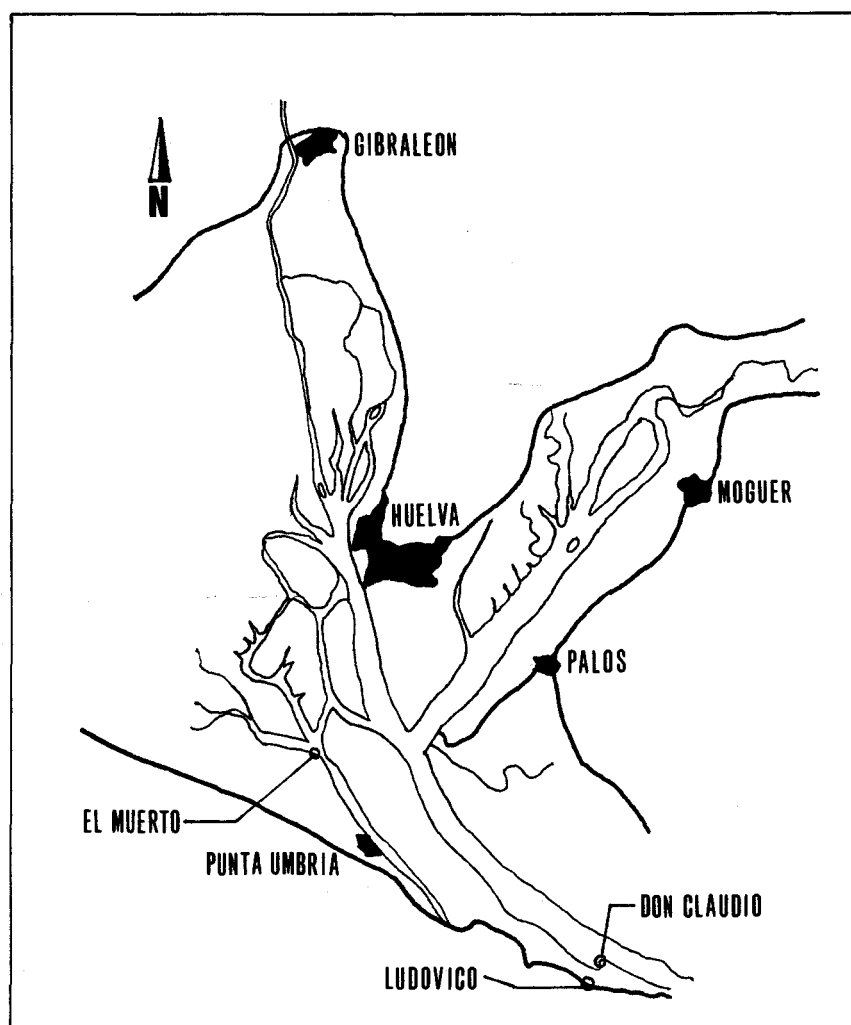 GIBRALEON
N
HUELVA
MOGUER
PALOS
EL MUERTO
PUNTA UMBRIA
DON CLAUDIO
LUDOVICO